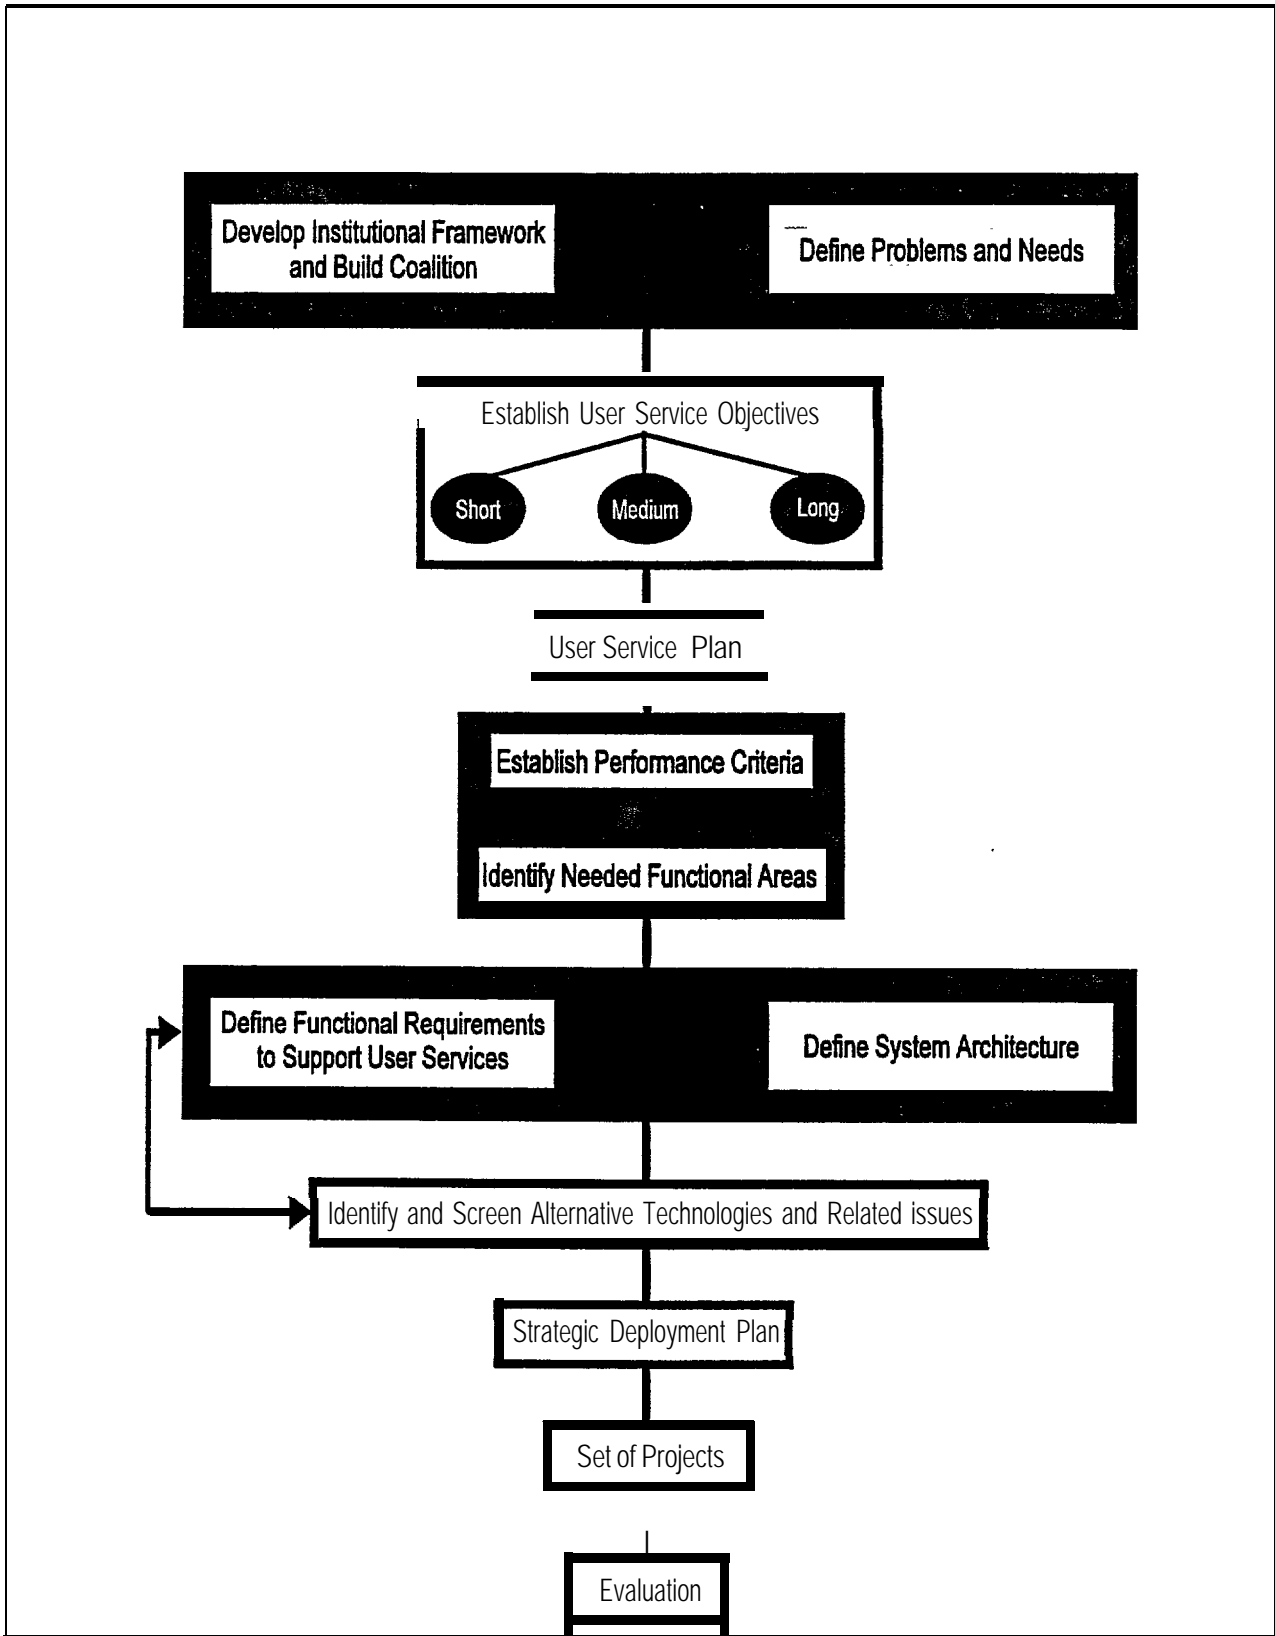 Develop Institutional Framework
and Build Coalition
Define Problems and Needs
Establish User Service Objectives
Short
Medium
Long
User Service Plan
Establish Performance Criteria
Identify Needed Functional Areas
Define Functional Requirements
to Support User Services
Define System Architecture
Identify and Screen Alternative Technologies and Related issues
Strategic Deployment Plan
Set of Projects
Evaluation